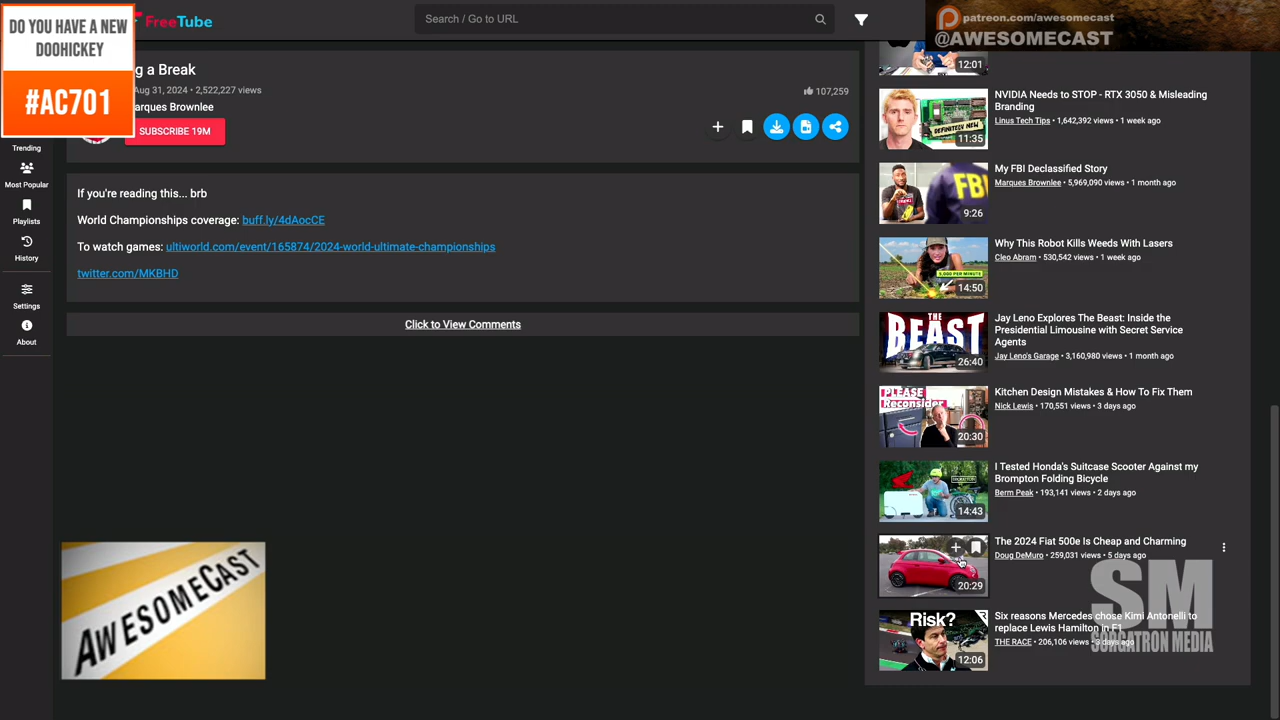 DO YOU HAVE A NEW
DOOHICKEY
#AC701
FreeTube
Search / Go to URL
patreon.com/awesomecast
@AWESOMECAST
g a Break
Aug 31, 2024 • 2,522,227 views
arques Brownlee
SUBSCRIBE 19M
107,259
Trending
Most Popular
Playlists
History
Settings
About
If you're reading this... brb
World Championships coverage: buff.ly/4dAocCE
To watch games: ultiworld.com/event/165874/2024-world-ultimate-championships
twitter.com/MKBHD
Click to View Comments
12:01
DEFINITELY NEW
11:35
NVIDIA Needs to STOP - RTX 3050 & Misleading
Branding
Linus Tech Tips • 1,642,392 views • 1 week ago
FBI
9:26
My FBI Declassified Story
Marques Brownlee • 5,969,090 views • 1 month ago
5,000 PER MINUTE
14:50
Why This Robot Kills Weeds With Lasers
Cleo Abram • 530,542 views • 1 week ago
THE
BEAST
26:40
Jay Leno Explores The Beast: Inside the
Presidential Limousine with Secret Service
Agents
Jay Leno's Garage • 3,160,980 views • 1 month ago
PLEASE
Reconsider
20:30
Kitchen Design Mistakes & How To Fix Them
Nick Lewis • 170,551 views • 3 days ago
BROMPTON
14:43
I Tested Honda's Suitcase Scooter Against my
Brompton Folding Bicycle
Berm Peak • 193,141 views • 2 days ago
20:29
The 2024 Fiat 500e Is Cheap and Charming
Doug DeMuro • 259,031 views • 5 days ago
Risk?
12:06
Six reasons Mercedes chose Kimi Antonelli to
replace Lewis Hamilton in F1
THE RACE • 206,106 views • 3 days ago
AWESOMECAST
SM
SORGATRON MEDIA